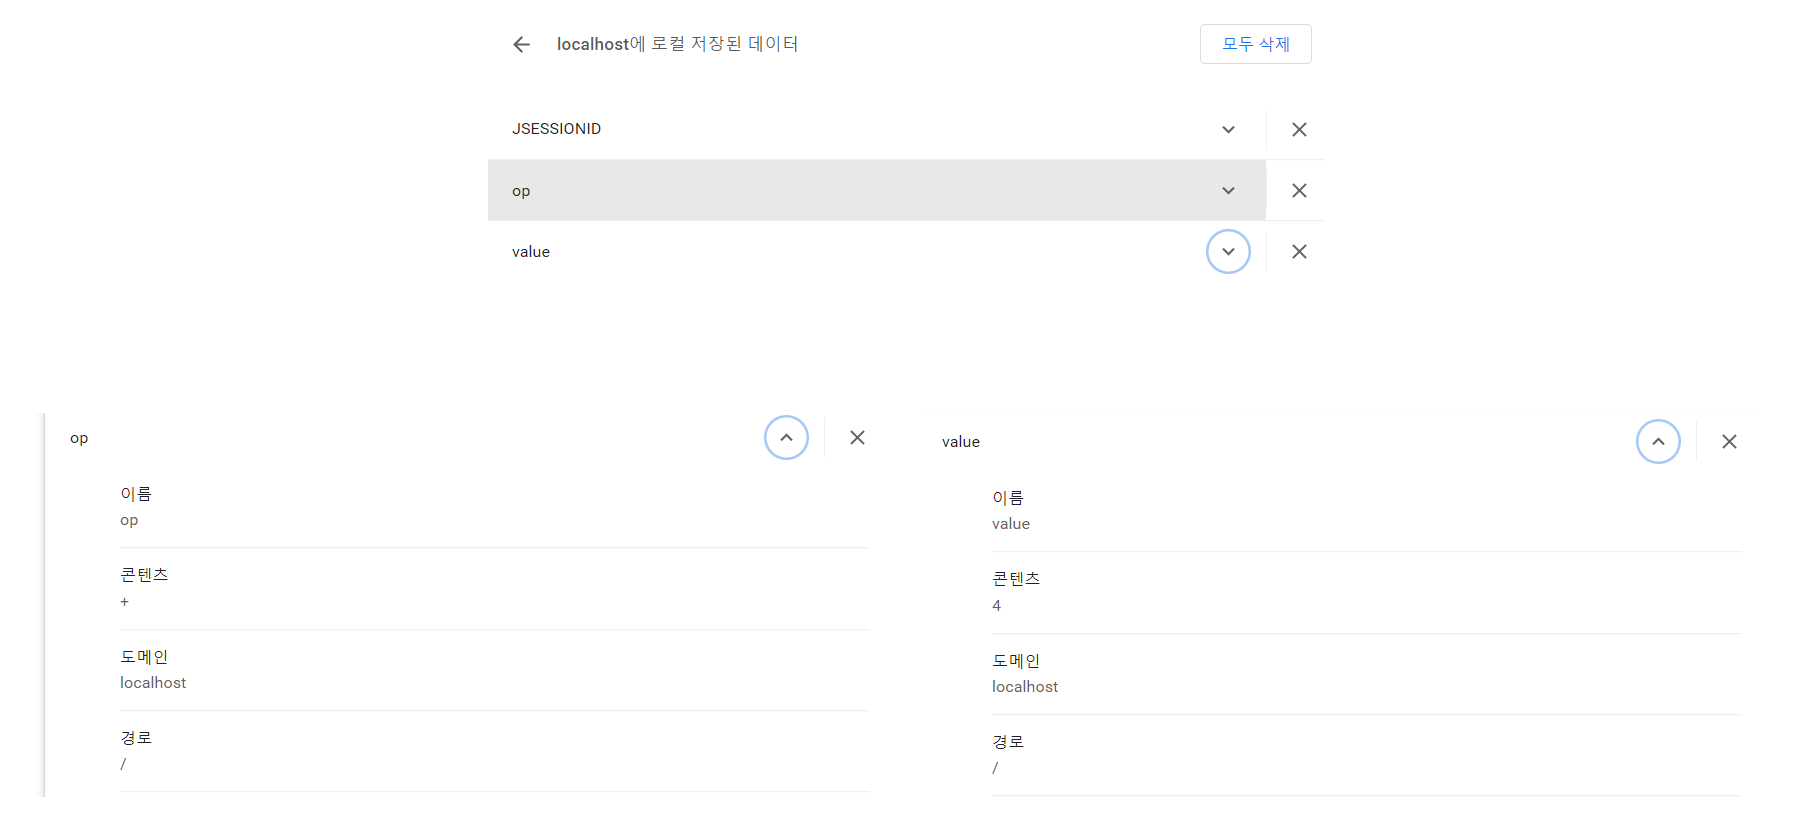 localhost에 로컬 저장된 데이터
모두 삭제
JSESSIONID
op
value
op
이름
op
콘텐츠
+
도메인
localhost
경로
/
value
이름
value
콘텐츠
4
도메인
localhost
경로
/